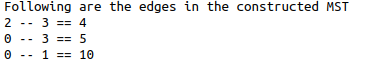 Following are the edges in the constructed MST
2 -- 3 == 4
0 -- 3 == 5
0 -- 1 == 10